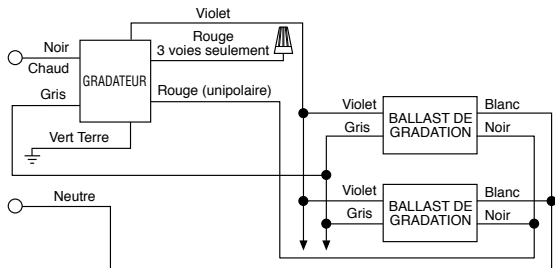 Violet
Rouge
3 voies seulement
Noir
Chaud
GRADATEUR
Gris
Rouge (unipolaire)
Vert Terre
Neutre
Violet
Gris
BALLAST DE
GRADATION
Blanc
Noir
Violet
Gris
BALLAST DE
GRADATION
Blanc
Noir